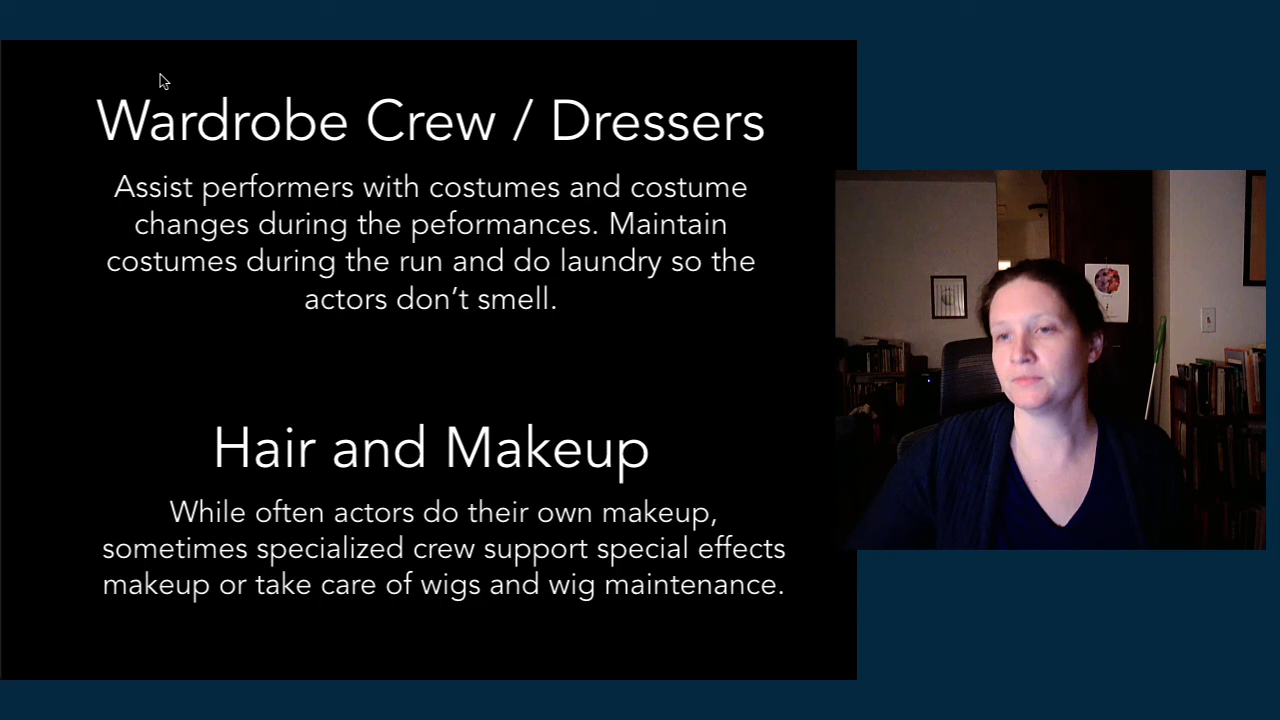 Wardrobe Crew / Dressers
Assist performers with costumes and costume
changes during the peformances. Maintain
costumes during the run and do laundry so the
actors don’t smell.
Hair and Makeup
While often actors do their own makeup,
sometimes specialized crew support special effects
makeup or take care of wigs and wig maintenance.